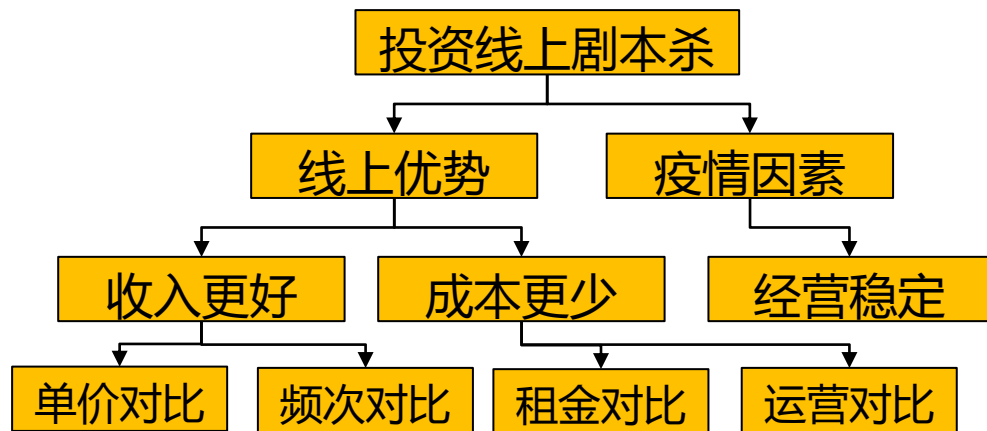 投资线上剧本杀
线上优势
疫情因素
收入更好
成本更少
经营稳定
单价对比
频次对比
租金对比
运营对比